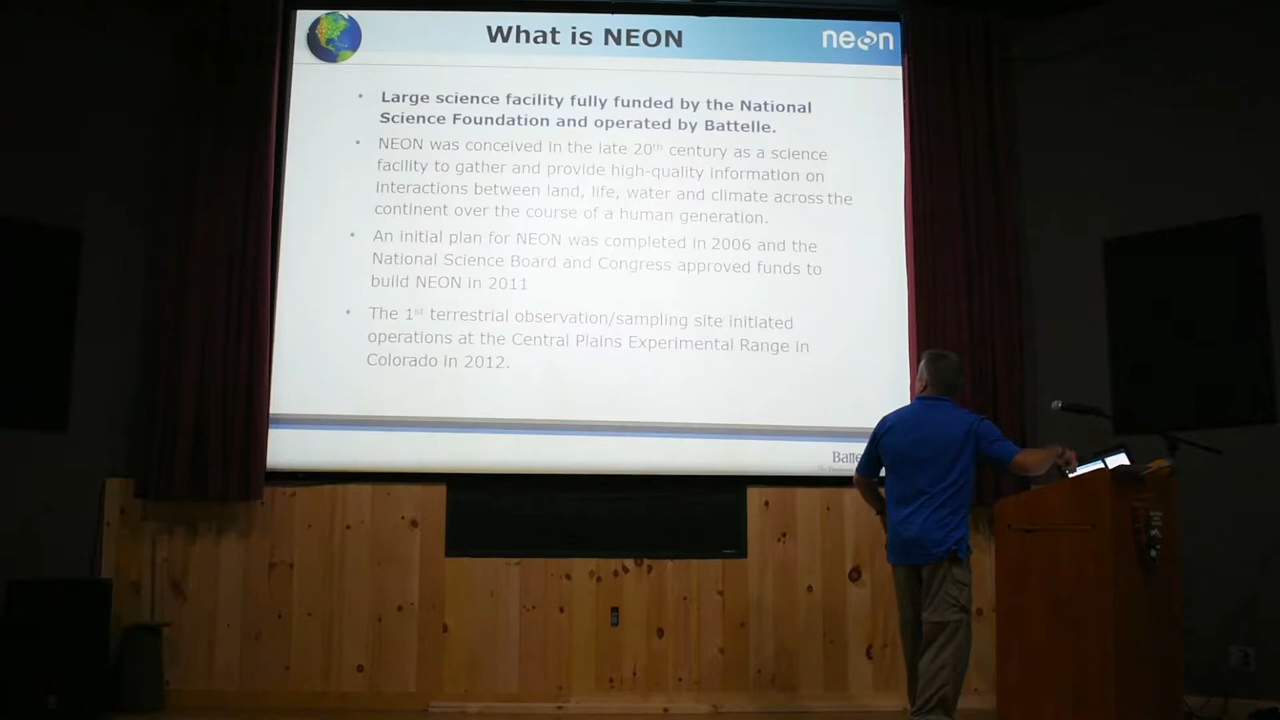 What is NEON
neon
• Large science facility fully funded by the National
Science Foundation and operated by Battelle.
• NEON was conceived in the late 20th century as a science
facility to gather and provide high-quality information on
interactions between land, life, water and climate across the
continent over the course of a human generation.
• An initial plan for NEON was completed in 2006 and the
National Science Board and Congress approved funds to
build NEON in 2011
• The 1st terrestrial observation/sampling site initiated
operations at the Central Plains Experimental Range in
Colorado in 2012.